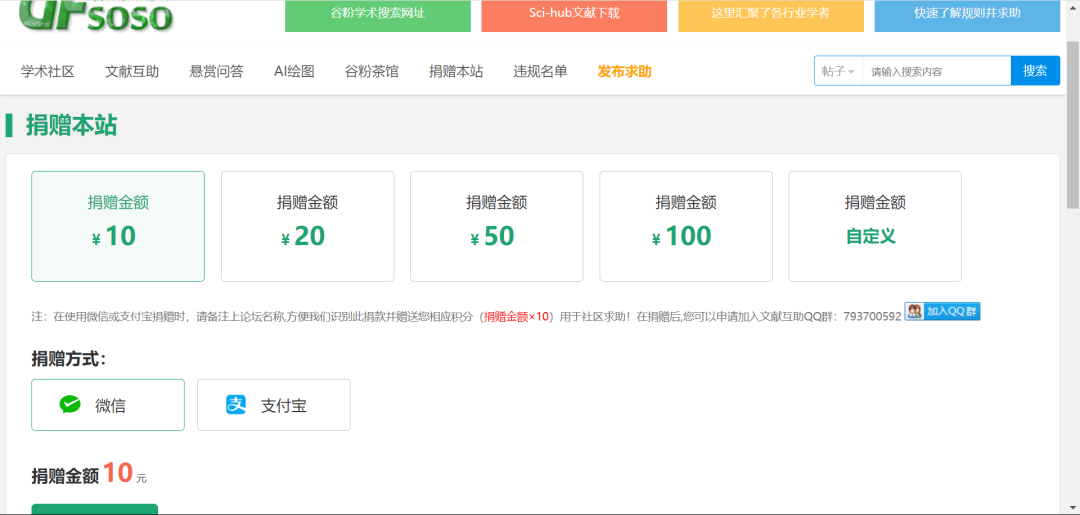 GFsoso
谷粉学术搜索网址
Sci-hub文献下载
这里汇聚了各行业学者
快速了解规则并求助
学术社区 文献互助 悬赏问答 AI绘图 谷粉茶馆 捐赠本站 违规名单 发布求助 帖子 请输入搜索内容 搜索
捐赠本站
捐赠金额
¥ 10
捐赠金额
¥ 20
捐赠金额
¥ 50
捐赠金额
¥ 100
捐赠金额
自定义
注：在使用微信或支付宝捐赠时，请备注上论坛名称,方便我们识别此捐款并赠送您相应积分（捐赠金额×10）用于社区求助！在捐赠后,您可以申请加入文献互助QQ群：793700592 加入QQ群
捐赠方式：
微信 支付宝
捐赠金额 10 元